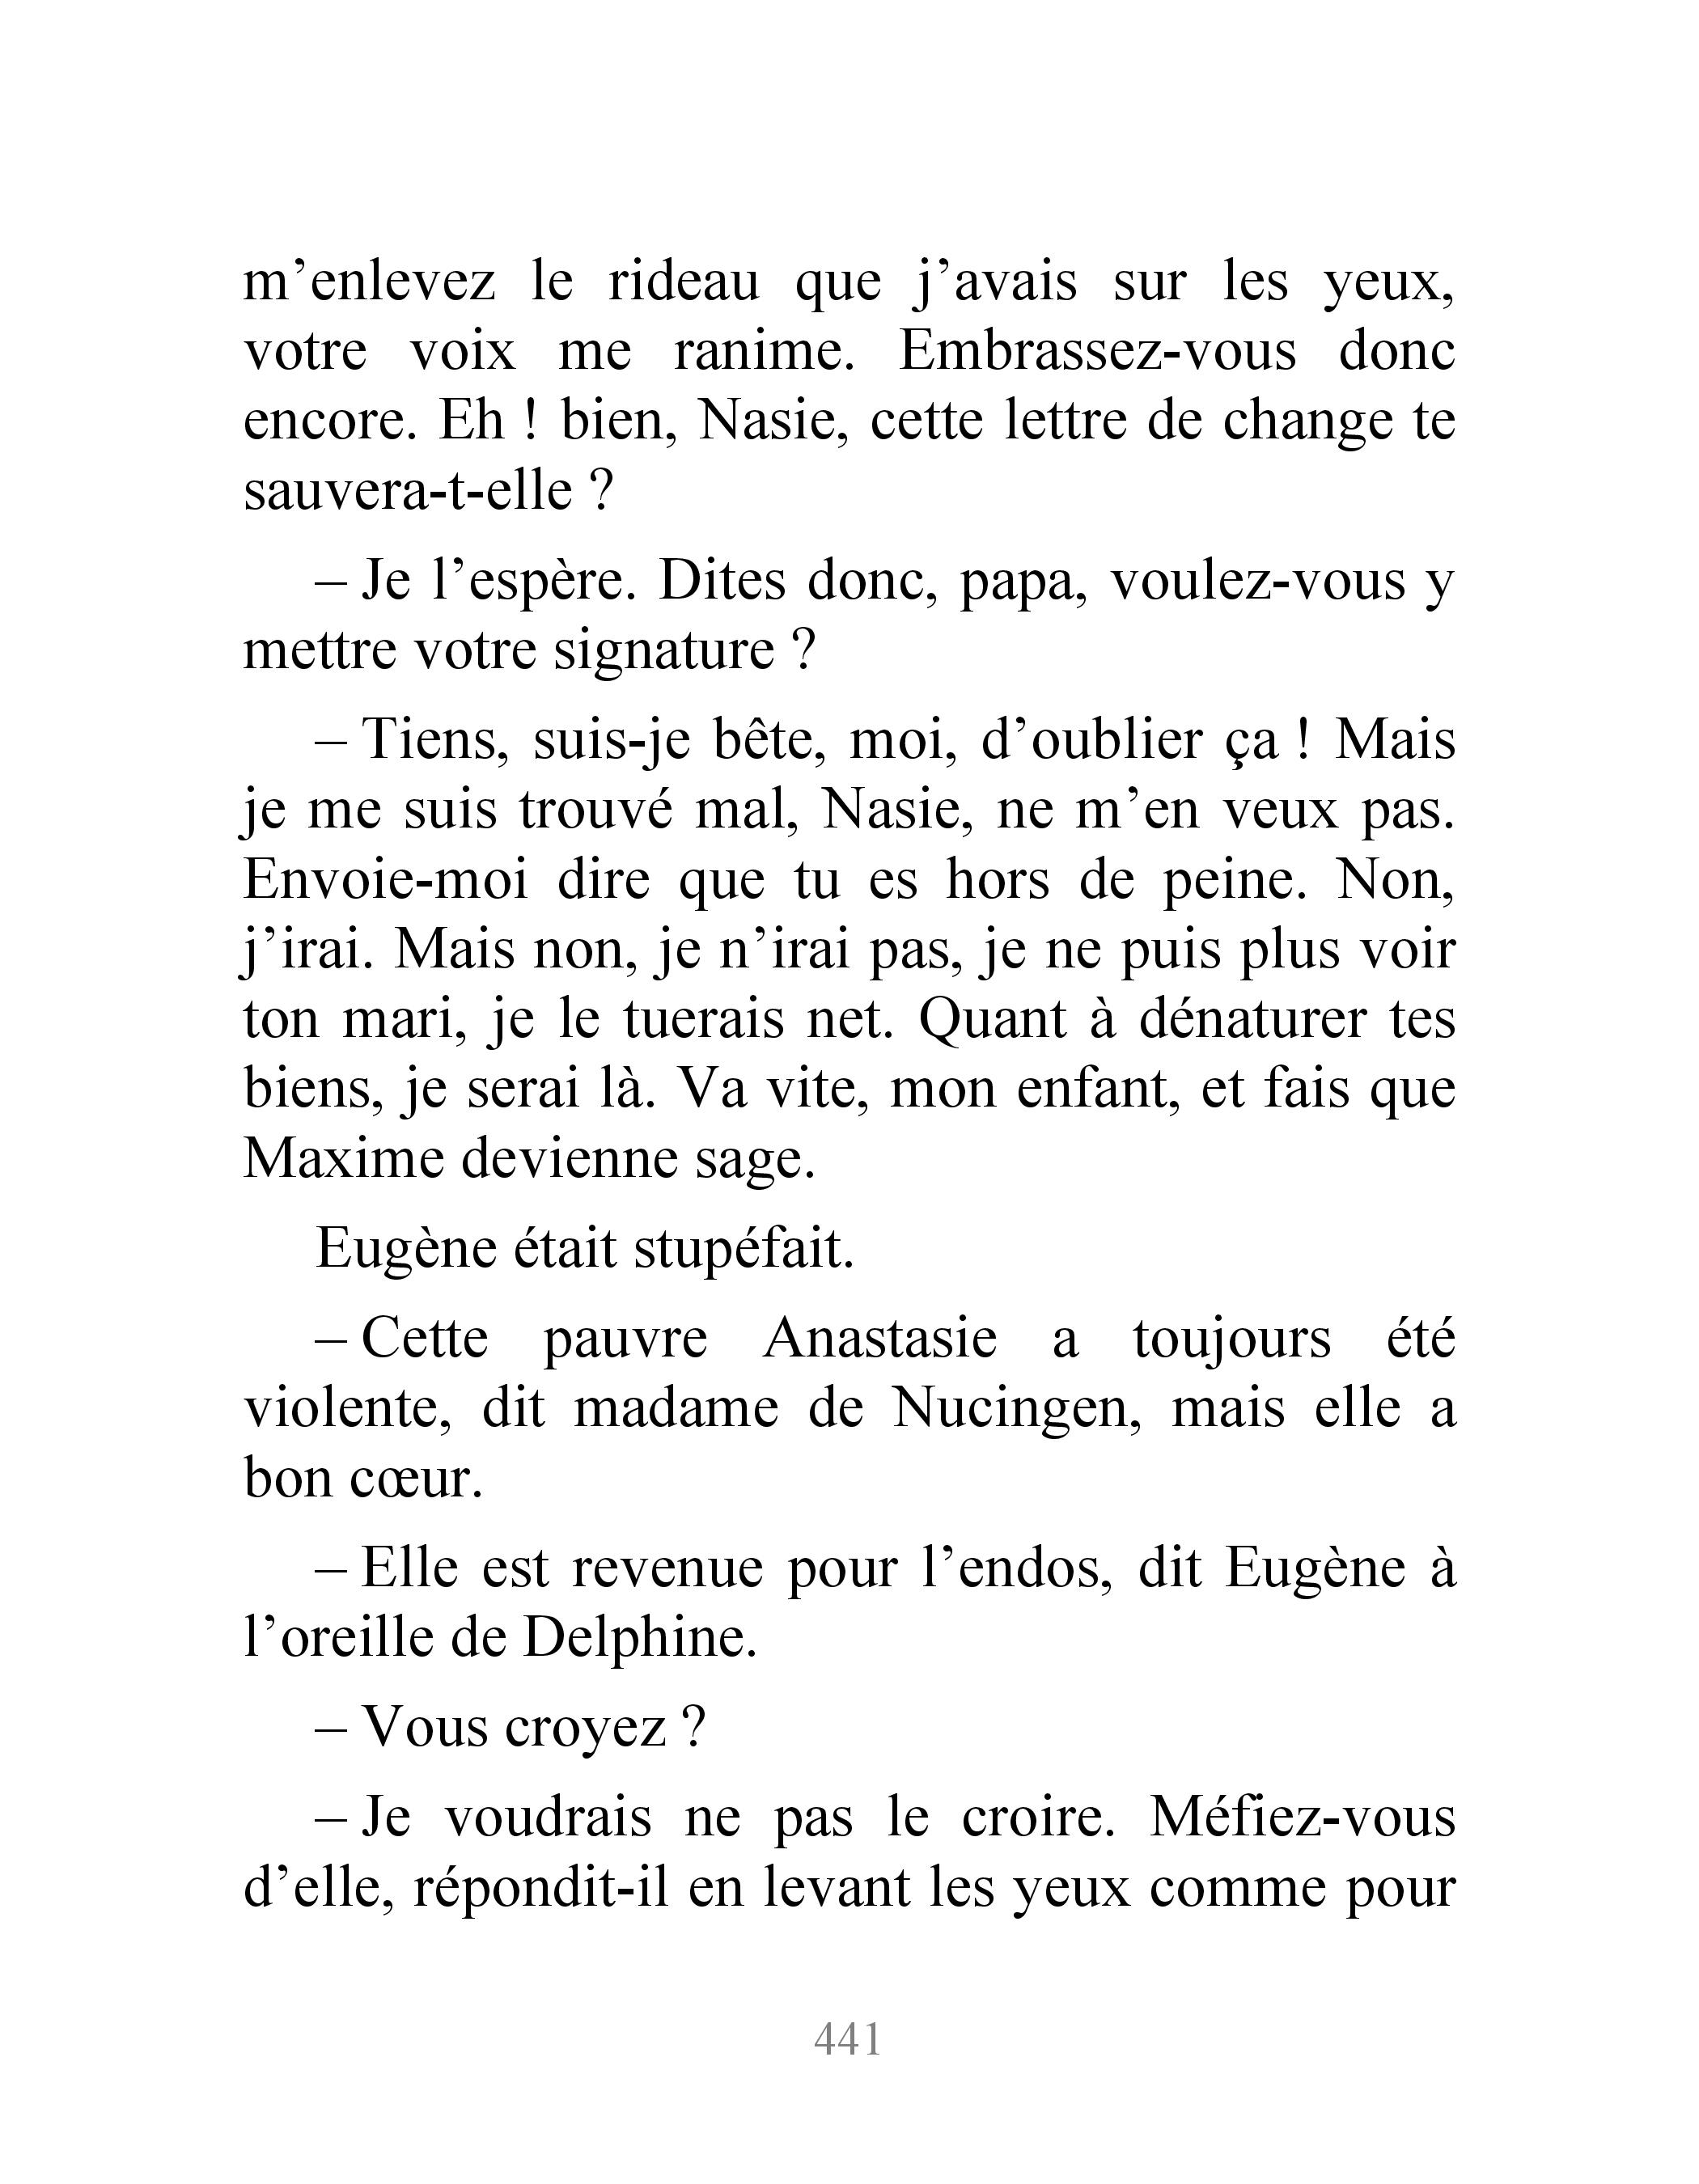 m’enlevez le rideau que j’avais sur les yeux,
votre voix me ranime. Embrassez-vous donc
encore. Eh ! bien, Nasie, cette lettre de change te
sauvera-t-elle ?
– Je l’espère. Dites donc, papa, voulez-vous y
mettre votre signature ?
– Tiens, suis-je bête, moi, d’oublier ça ! Mais
je me suis trouvé mal, Nasie, ne m’en veux pas.
Envoie-moi dire que tu es hors de peine. Non,
j’irai. Mais non, je n’irai pas, je ne puis plus voir
ton mari, je le tuerais net. Quant à dénaturer tes
biens, je serai là. Va vite, mon enfant, et fais que
Maxime devienne sage.
Eugène était stupéfait.
– Cette pauvre Anastasie a toujours été
violente, dit madame de Nucingen, mais elle a
bon cœur.
– Elle est revenue pour l’endos, dit Eugène à
l’oreille de Delphine.
– Vous croyez ?
– Je voudrais ne pas le croire. Méfiez-vous
d’elle, répondit-il en levant les yeux comme pour
441